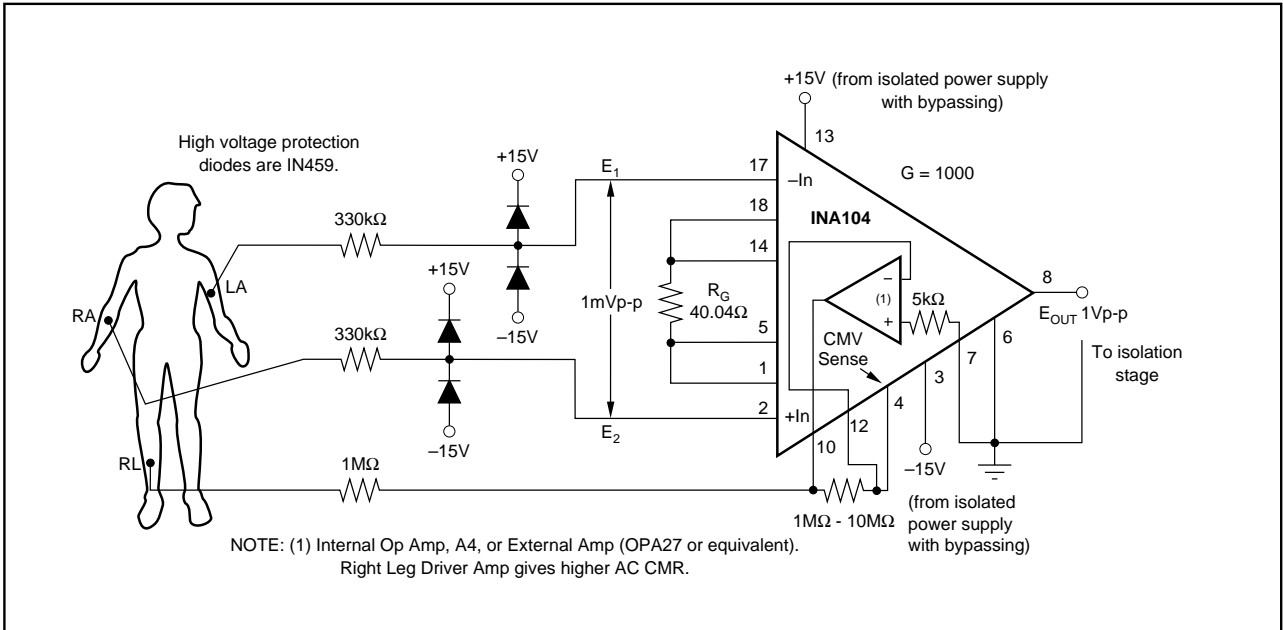 +15V (from isolated power supply
with bypassing)
13
High voltage protection
diodes are IN459.
+15V
E1
17
–In
G = 1000
330kΩ
18
INA104
14
+15V
LA
–15V
1mVp-p
RG
40.04Ω
–
(1)
+
5kΩ
8
EOUT 1Vp-p
RA
330kΩ
5
CMV
Sense
6
7
To isolation
stage
1
3
4
2
+In
12
E2
–15V
10
–15V
RL
1MΩ
1MΩ - 10MΩ
(from isolated
power supply
with bypassing)
NOTE: (1) Internal Op Amp, A4, or External Amp (OPA27 or equivalent).
Right Leg Driver Amp gives higher AC CMR.